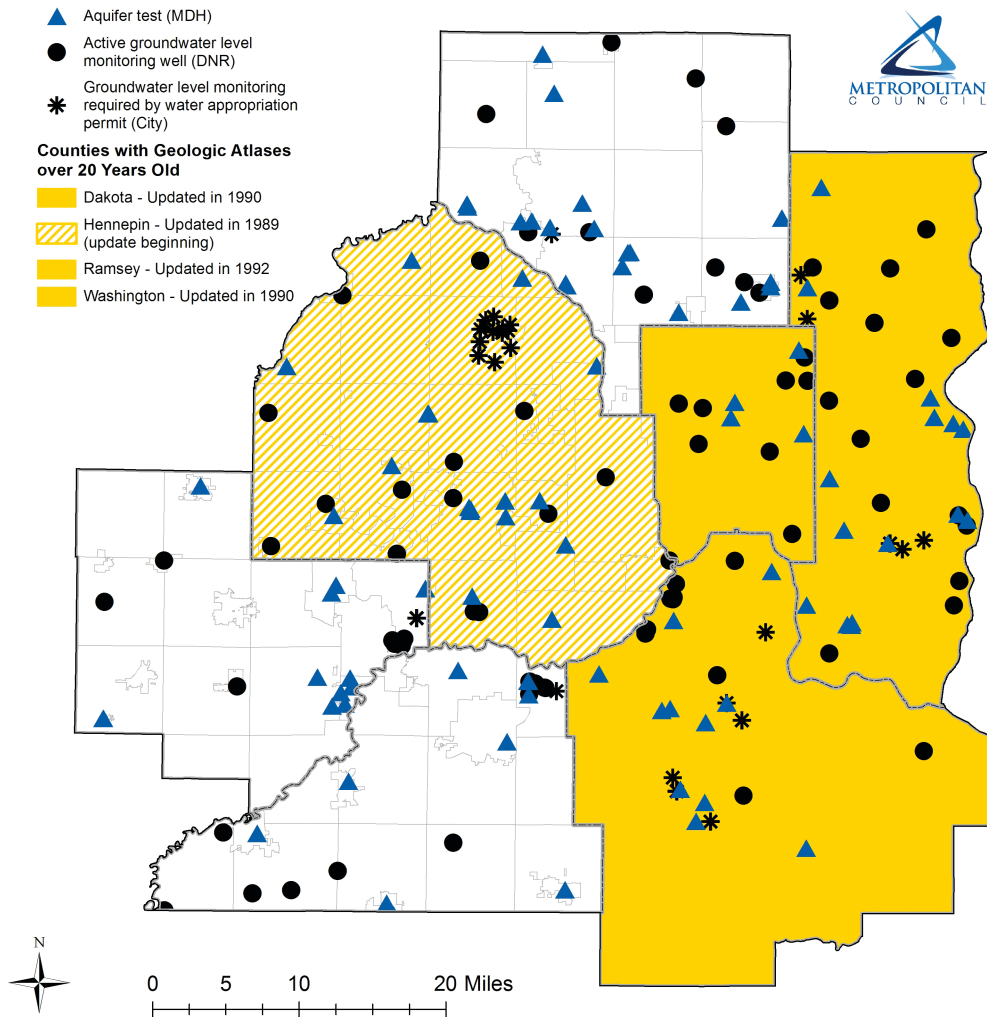 Aquifer test (MDH)
Active groundwater level
monitoring well (DNR)
Groundwater level monitoring
required by water appropriation
permit (City)
Counties with Geologic Atlases
over 20 Years Old
Dakota - Updated in 1990
Hennepin - Updated in 1989
(update beginning)
Ramsey - Updated in 1992
Washington - Updated in 1990
METROPOLITAN
COUNCIL
N
0 5 10 20 Miles